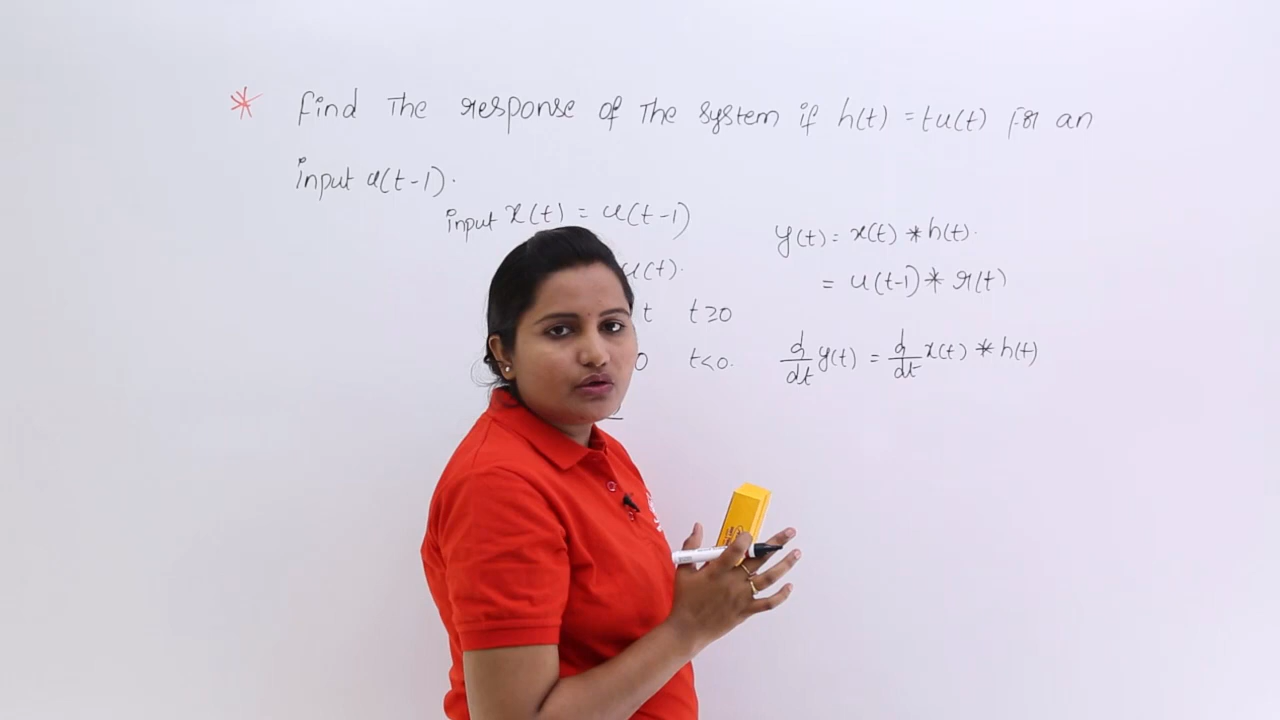 * Find The response of The system if h(t) = tu(t) For an
input u(t-1).
input x(t) = u(t-1)
u(t).
t t≥0
0 t<0.
y(t) = x(t) * h(t).
= u(t-1) * r(t)
d/dt y(t) = d/dt x(t) * h(t)